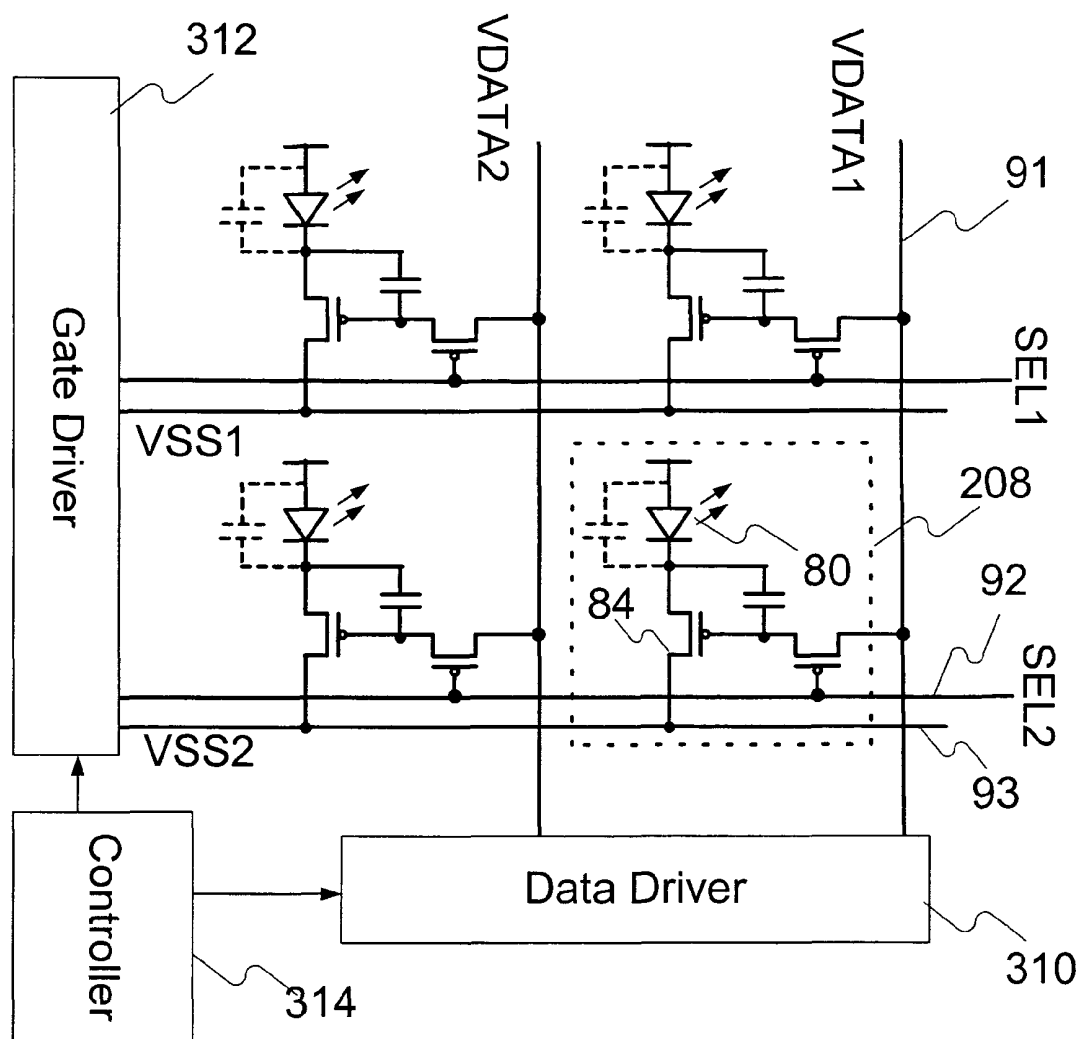 312
VDATA2
VDATA1
91
Gate Driver
SEL1
VSS1
208
80
92
84
SEL2
VSS2
93
Controller
Data Driver
314
310